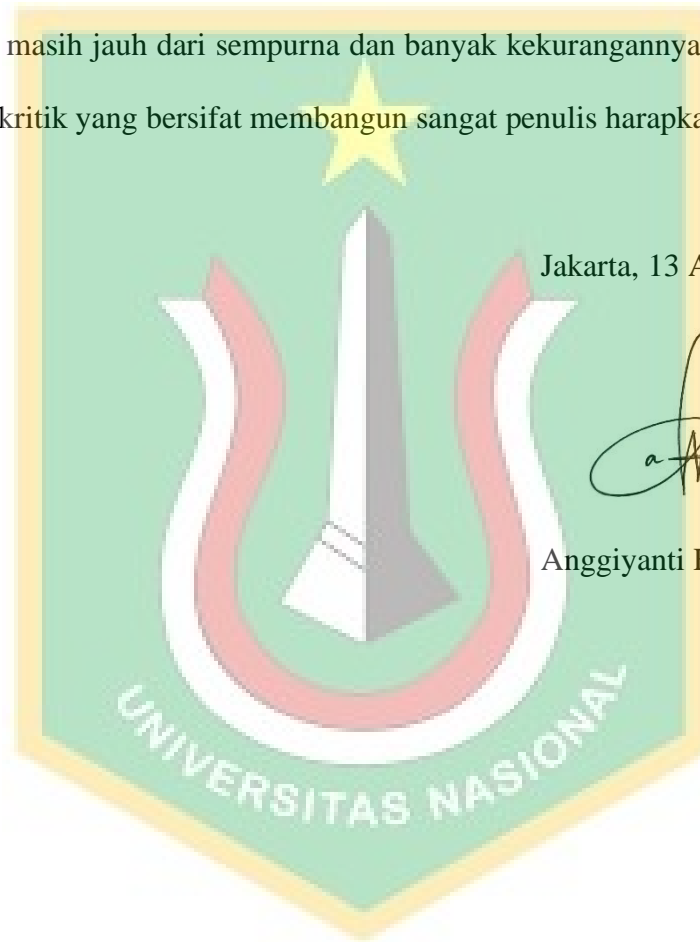 masih jauh dari sempurna dan banyak kekurangannya
kritik yang bersifat membangun sangat penulis harapka
Jakarta, 13 A
Anggiyanti
UNIVERSITAS NASIONAL